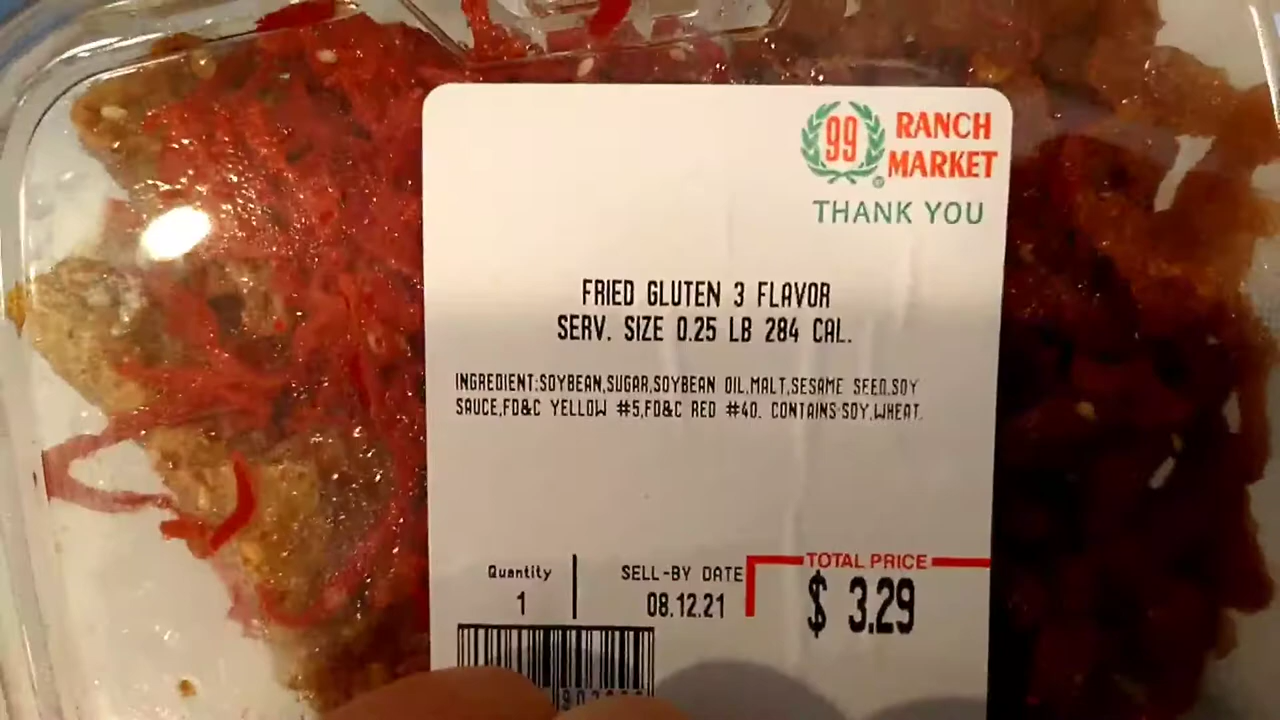 99 RANCH
MARKET
THANK YOU
FRIED GLUTEN 3 FLAVOR
SERV. SIZE 0.25 LB 284 CAL.
INGREDIENT:SOYBEAN,SUGAR,SOYBEAN OIL,MALT,SESAME SEED,SOY
SAUCE,FD&C YELLOW #5,FD&C RED #40. CONTAINS:SOY,WHEAT.
Quantity
1
SELL-BY DATE
08.12.21
TOTAL PRICE
$ 3.29